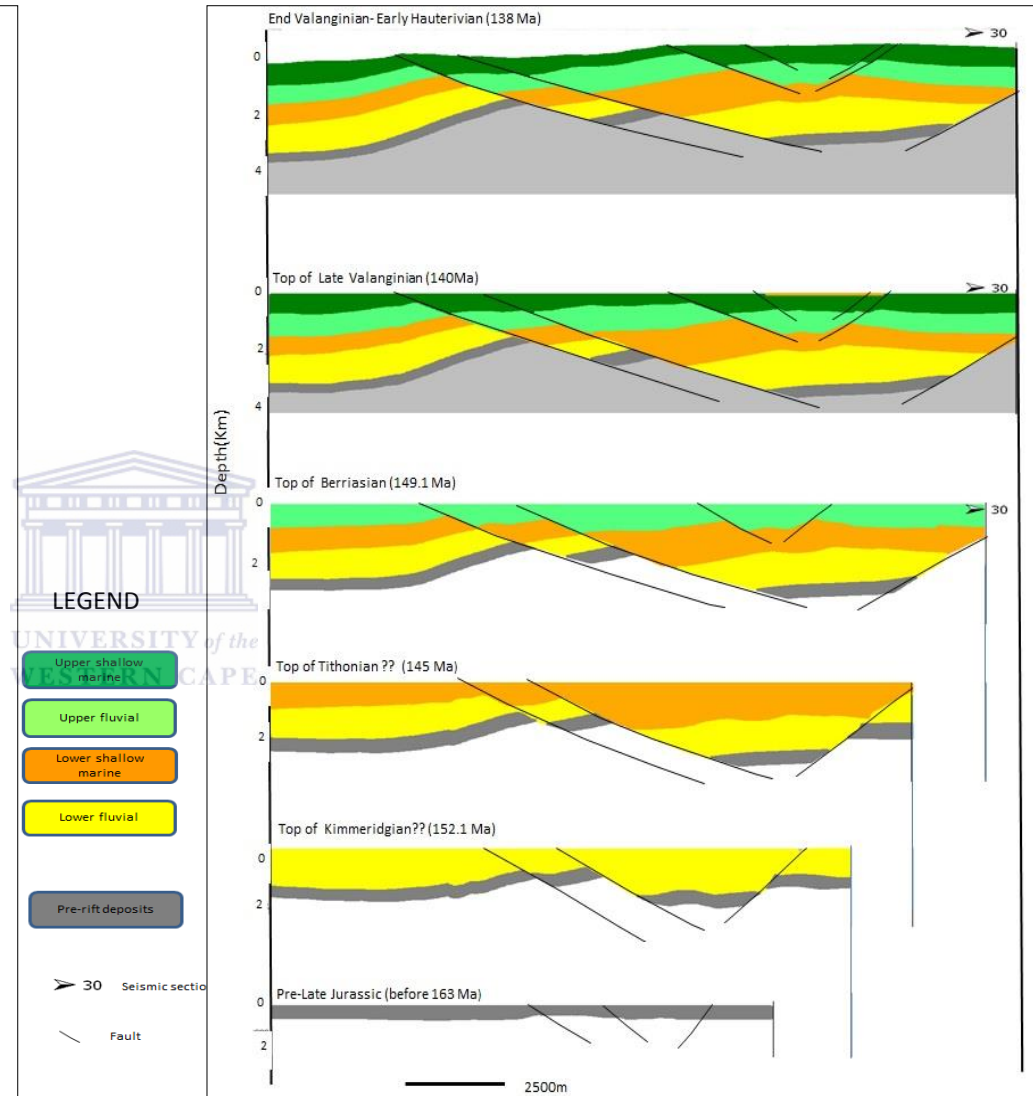 End Valanginian- Early Hauterivian (138 Ma)
30
0
2
4
Top of Late Valanginian (140Ma)
30
0
2
4
Depth(Km)
Top of Berriasian (149.1 Ma)
30
0
2
Top of Tithonian ?? (145 Ma)
0
2
Top of Kimmeridgian?? (152.1 Ma)
0
2
Pre-Late Jurassic (before 163 Ma)
0
2
2500m
UNIVERSITY of the
WESTERN CAPE
LEGEND
Upper shallow
marine
Upper fluvial
Lower shallow
marine
Lower fluvial
Pre-rift deposits
30 Seismic sectio
Fault